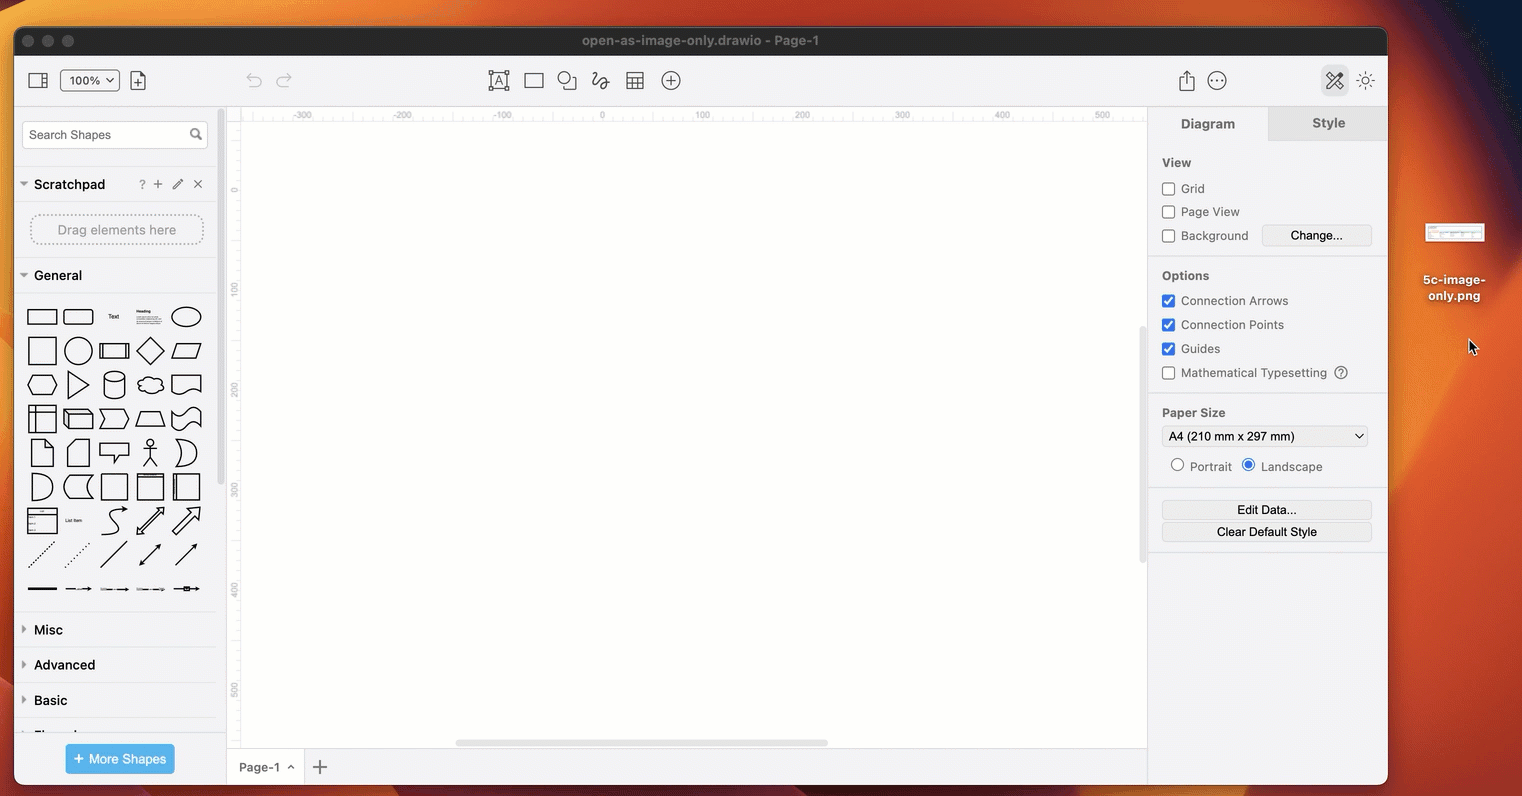 open-as-image-only.drawio - Page-1
100%
A
-300
-200
-100
0
100
200
300
400
500
Search Shapes
Scratchpad
? + ×
Drag elements here
General
Text
Heading
List Item
Misc
Advanced
Basic
+ More Shapes
0
100
200
300
400
500
Page-1
+
Diagram
Style
View
Grid
Page View
Background
Change...
Options
Connection Arrows
Connection Points
Guides
Mathematical Typesetting ?
Paper Size
A4 (210 mm x 297 mm)
Portrait
Landscape
Edit Data...
Clear Default Style
5c-image-
only.png